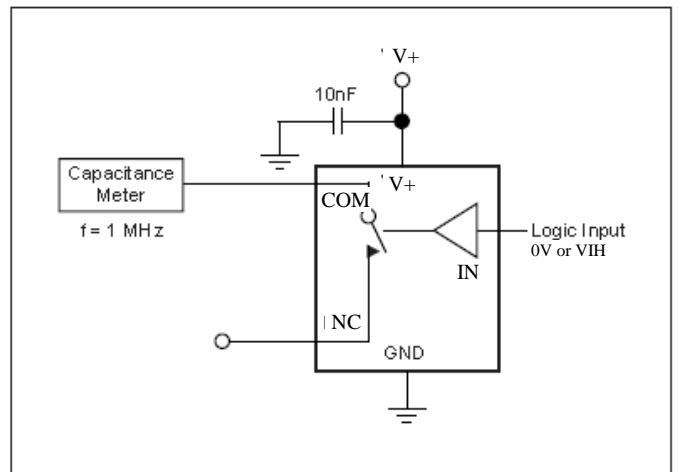 V+
10nF
Capacitance
Meter
f = 1 MHz
V+
COM
Logic Input
0V or VIH
IN
NC
GND